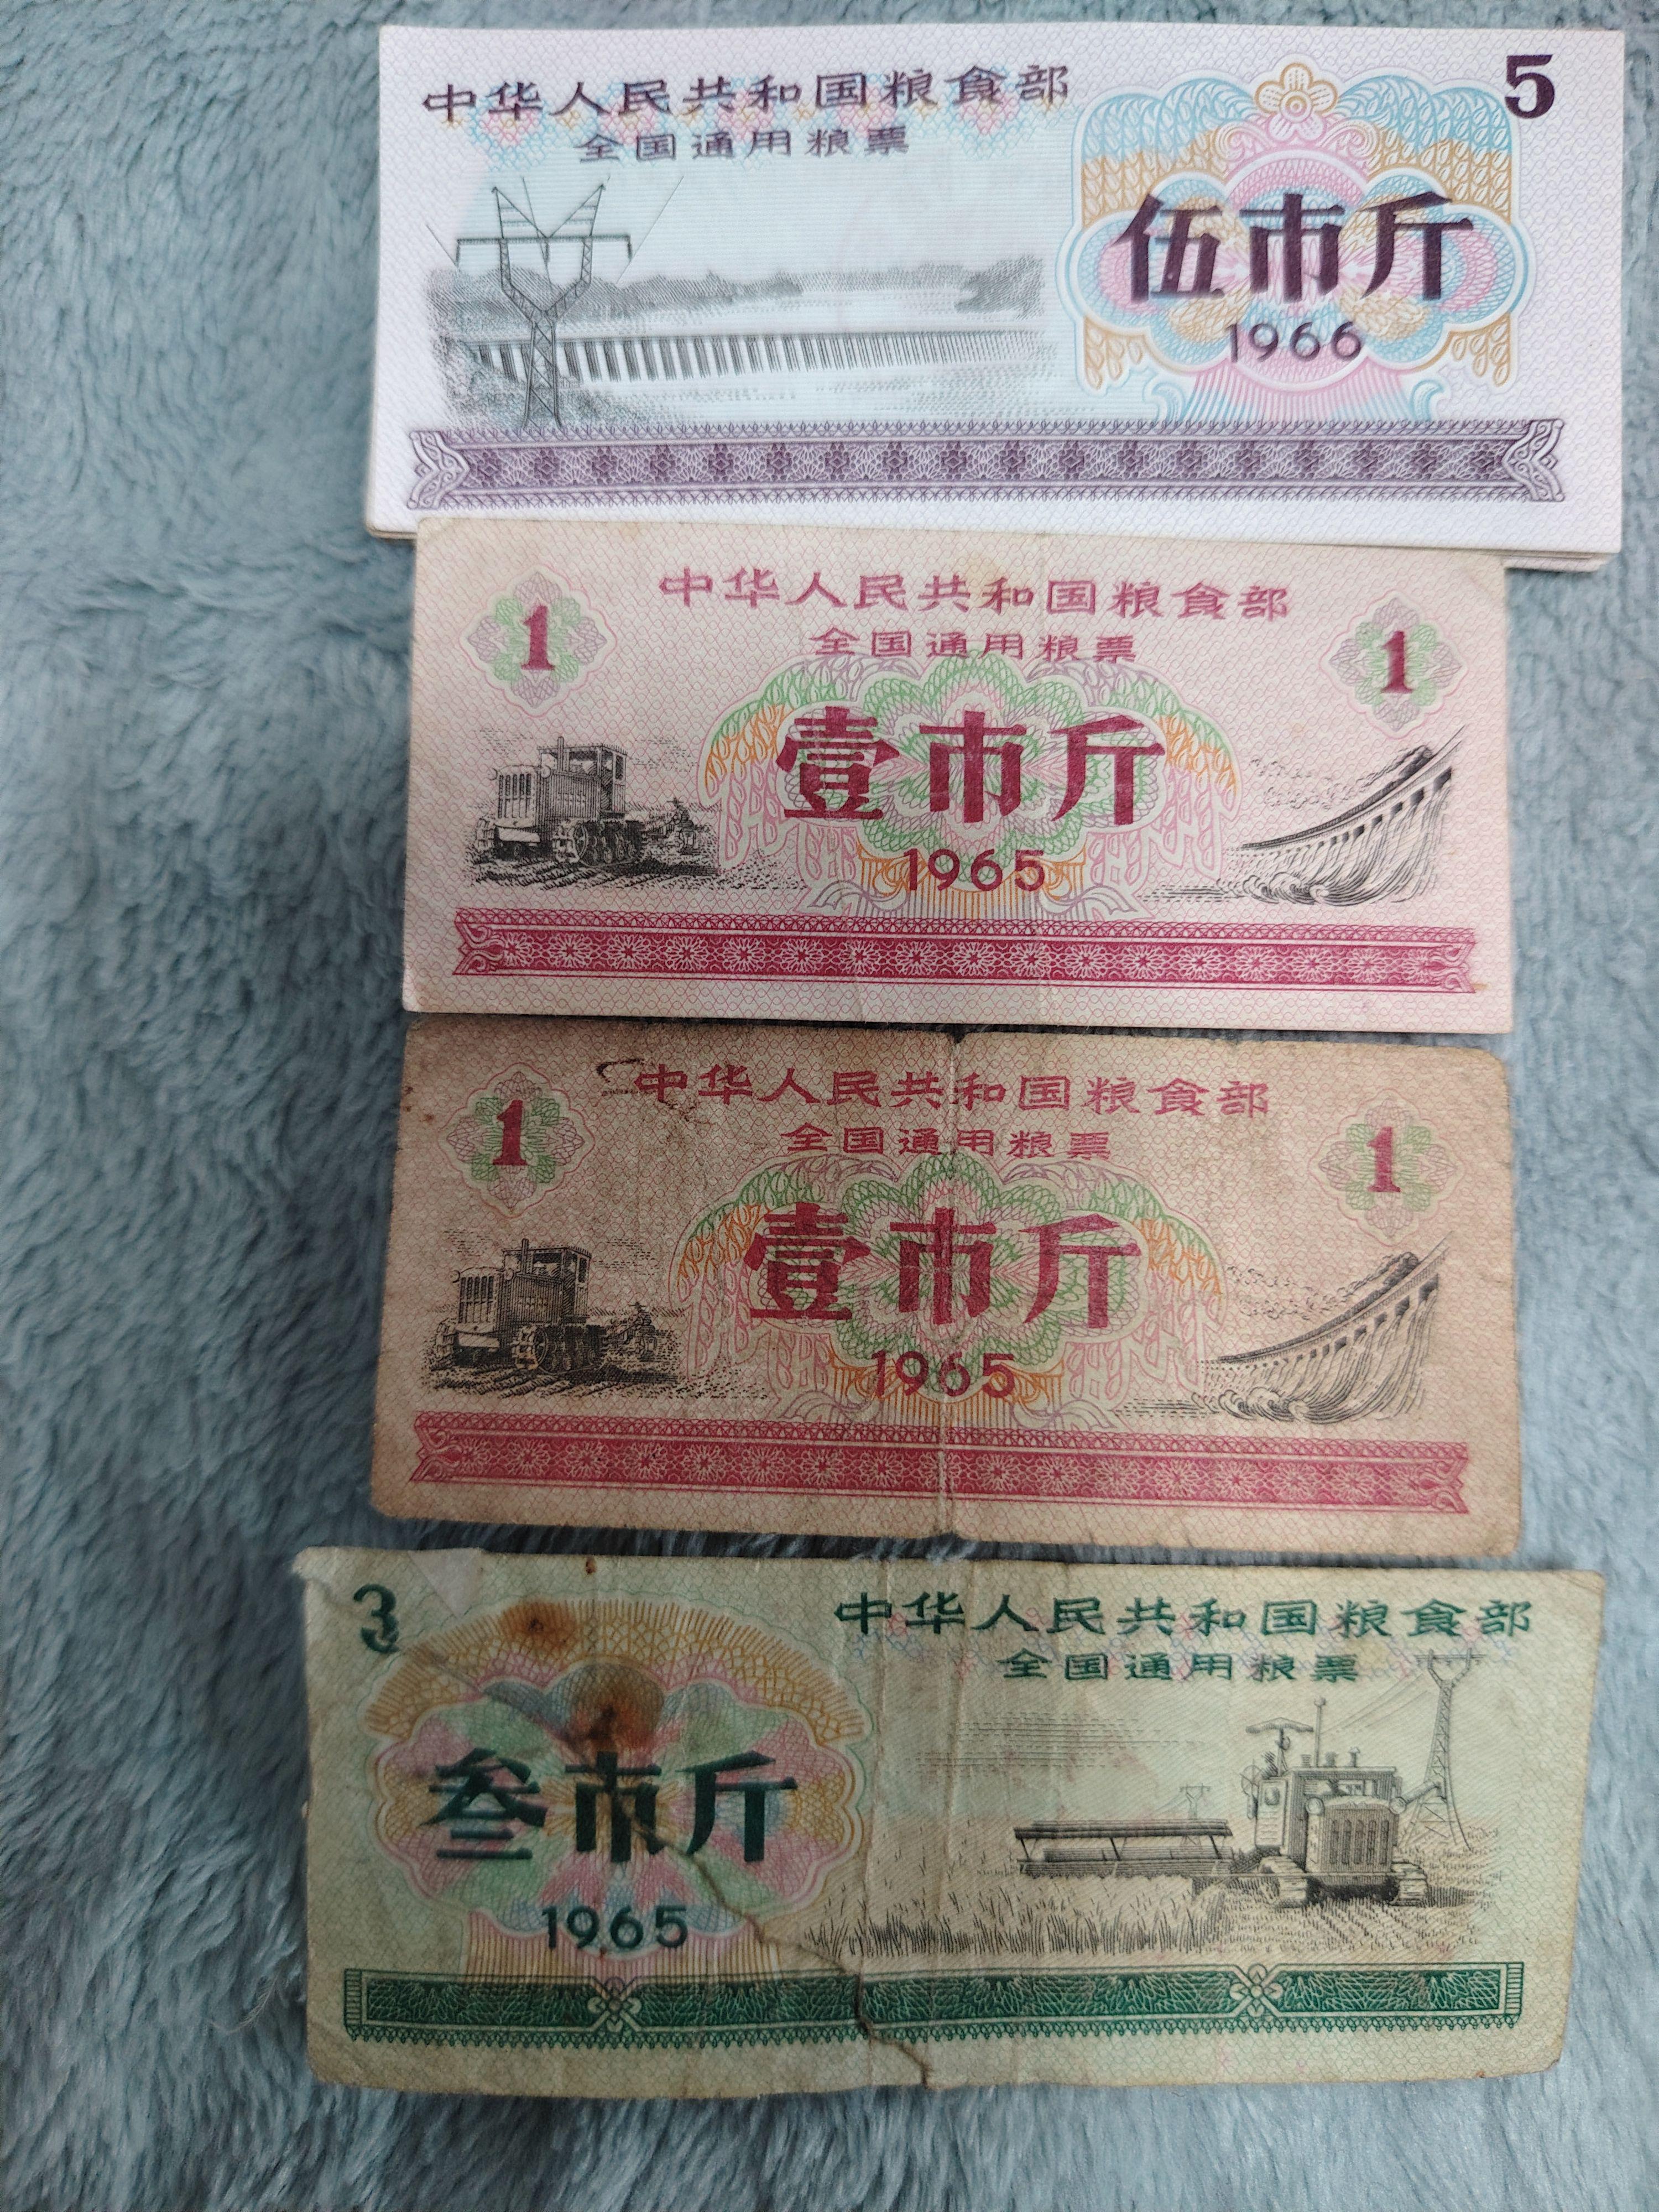 中华人民共和国粮食部
5
全国通用粮票
伍市斤
1966
1
中华人民共和国粮食部
1
全国通用粮票
壹市斤
1965
1
中华人民共和国粮食部
1
全国通用粮票
壹市斤
1965
3
中华人民共和国粮食部
全国通用粮票
叁市斤
1965